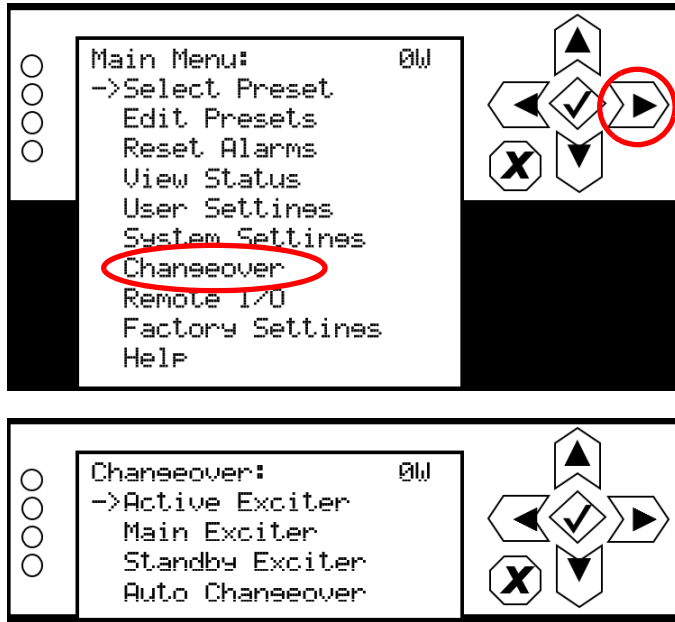 Main Menu: 0W
->Select Preset
Edit Presets
Reset Alarms
View Status
User Settings
System Settings
Changeover
Remote I/O
Factory Settings
Help
Changeover: 0W
->Active Exciter
Main Exciter
Standby Exciter
Auto Changeover